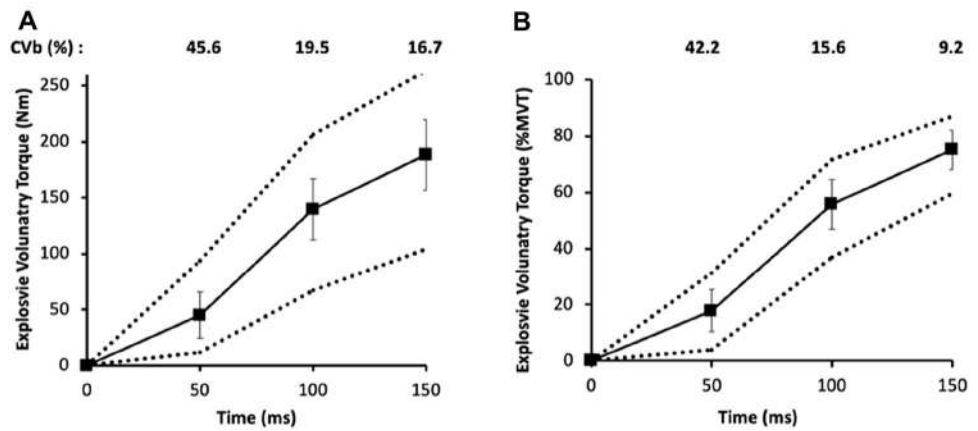 A
CVb (%) : 45.6 19.5 16.7
Explosvie Volunatry Torque (Nm)
250
200
150
100
50
0
0 50 100 150
Time (ms)
B
42.2 15.6 9.2
Explosvie Volunatry Torque (%MVT)
100
80
60
40
20
0
0 50 100 150
Time (ms)